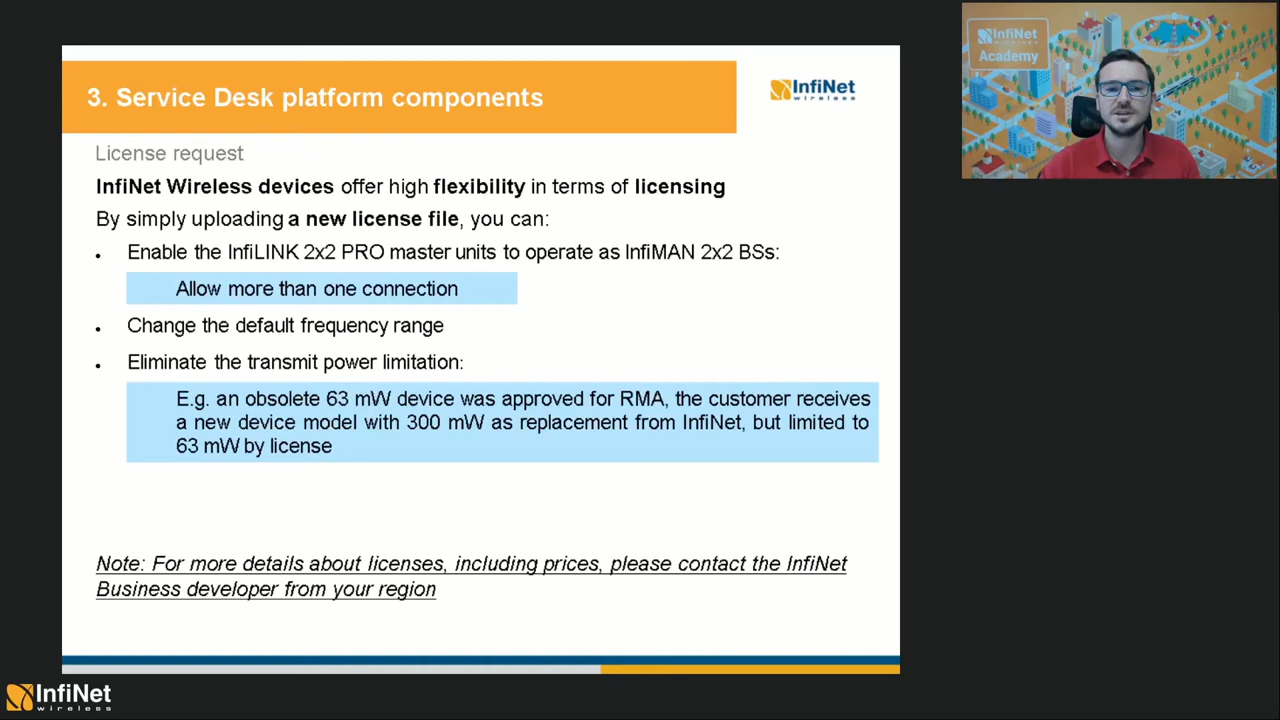 3. Service Desk platform components
InfiNet
wireless
InfiNet
wireless
Academy
License request
InfiNet Wireless devices offer high flexibility in terms of licensing
By simply uploading a new license file, you can:
• Enable the InfiLINK 2x2 PRO master units to operate as InfiMAN 2x2 BSs:
Allow more than one connection
• Change the default frequency range
• Eliminate the transmit power limitation:
E.g. an obsolete 63 mW device was approved for RMA, the customer receives
a new device model with 300 mW as replacement from InfiNet, but limited to
63 mW by license
Note: For more details about licenses, including prices, please contact the InfiNet
Business developer from your region
InfiNet
wireless